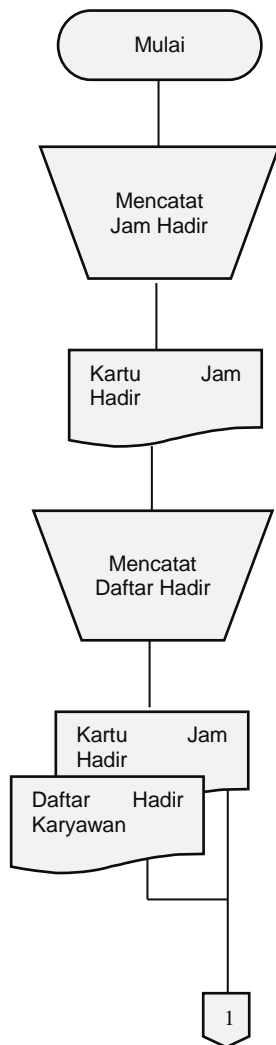 Mulai
Mencatat
Jam Hadir
Kartu Jam
Hadir
Mencatat
Daftar Hadir
Kartu Jam
Hadir
Daftar Hadir
Karyawan
1